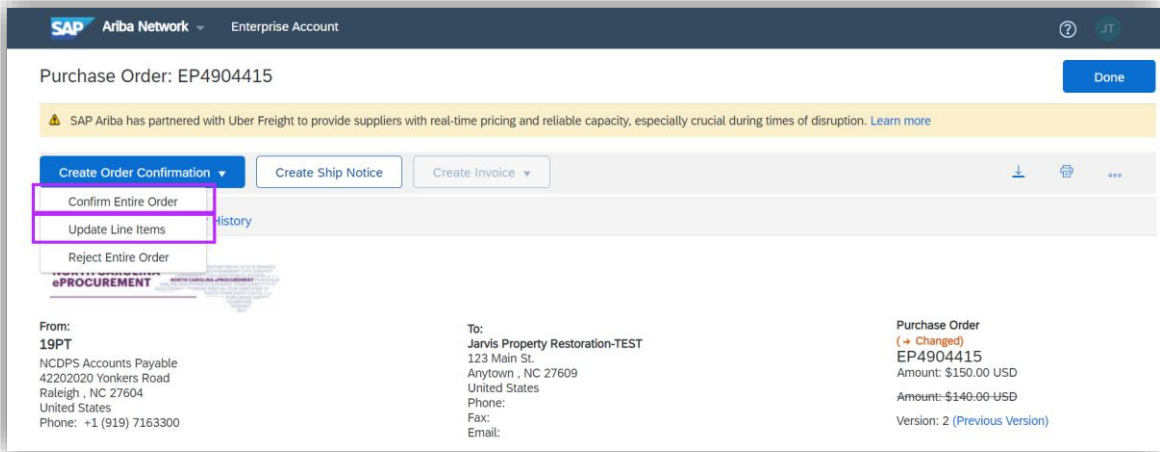 SAP Ariba Network Enterprise Account JT
Purchase Order: EP4904415
Done
SAP Ariba has partnered with Uber Freight to provide suppliers with real-time pricing and reliable capacity, especially crucial during times of disruption. Learn more
Create Order Confirmation Create Ship Notice Create Invoice
Confirm Entire Order
Update Line Items
History
Reject Entire Order
NORTH CAROLINA
ePROCUREMENT
From:
19PT
NCDPS Accounts Payable
42202020 Yonkers Road
Raleigh , NC 27604
United States
Phone: +1 (919) 7163300
To:
Jarvis Property Restoration-TEST
123 Main St.
Anytown , NC 27609
United States
Phone:
Fax:
Email:
Purchase Order
(→ Changed)
EP4904415
Amount: $150.00 USD
Amount: $140.00 USD
Version: 2 (Previous Version)